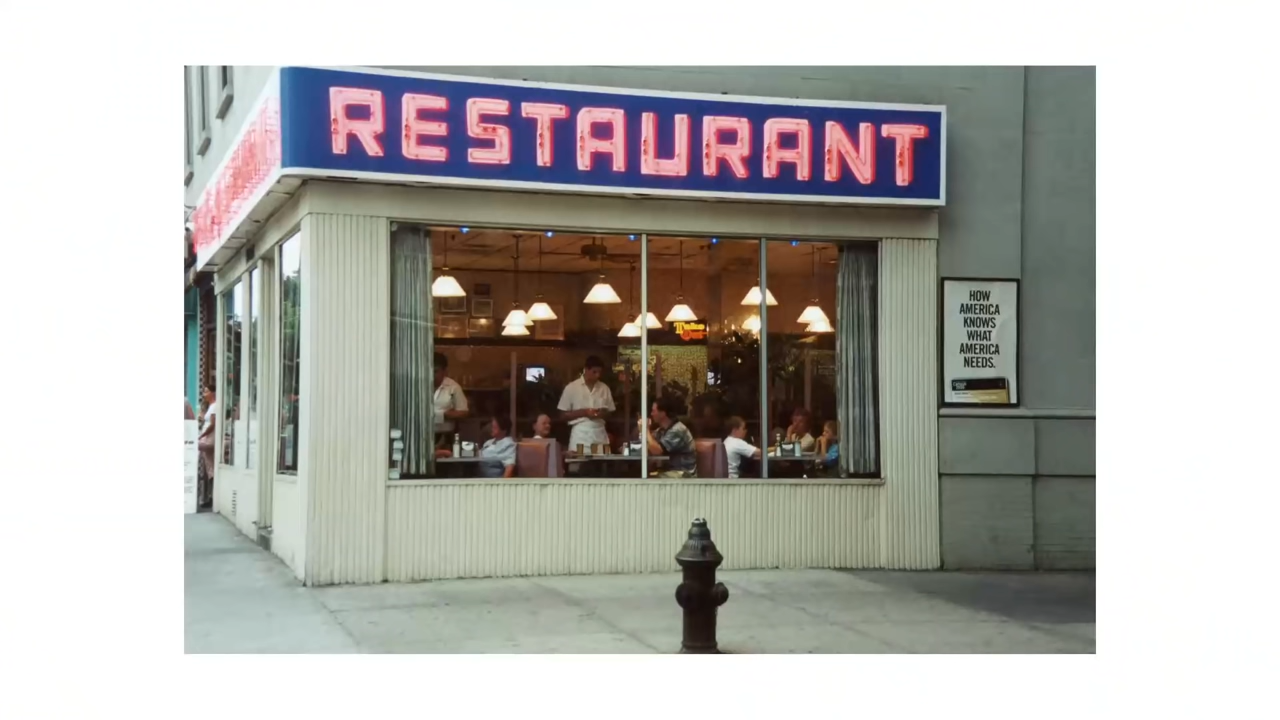 RESTAURANT
HOW
AMERICA
KNOWS
WHAT
AMERICA
NEEDS.